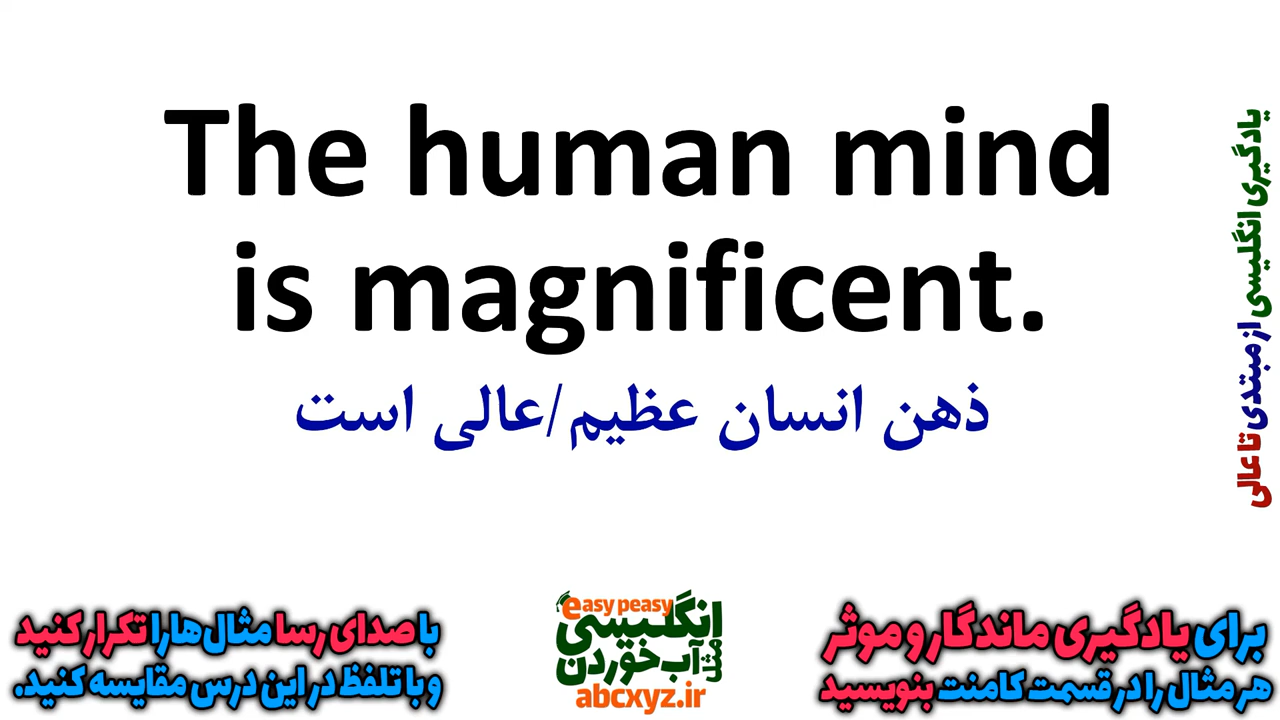 The human mind
is magnificent.
ذهن انسان عظیم/عالی است
یادگیری انگلیسی از مبتدی تا عالی
با صدای رسا مثال‌ها را تکرار کنید
و با تلفظ در این درس مقایسه کنید.
easy peasy
انگلیسی
مثل آب خوردن
abcxyz.ir
برای یادگیری ماندگار و موثر
هر مثال را در قسمت کامنت بنویسید